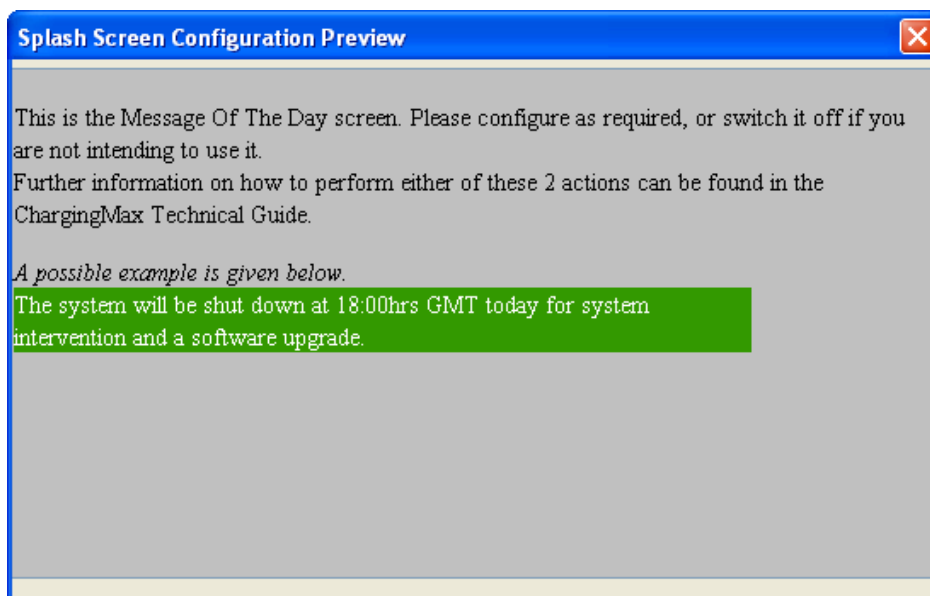 Splash Screen Configuration Preview
This is the Message Of The Day screen. Please configure as required, or switch it off if you
are not intending to use it.
Further information on how to perform either of these 2 actions can be found in the
ChargingMax Technical Guide.
A possible example is given below.
The system will be shut down at 18:00hrs GMT today for system
intervention and a software upgrade.